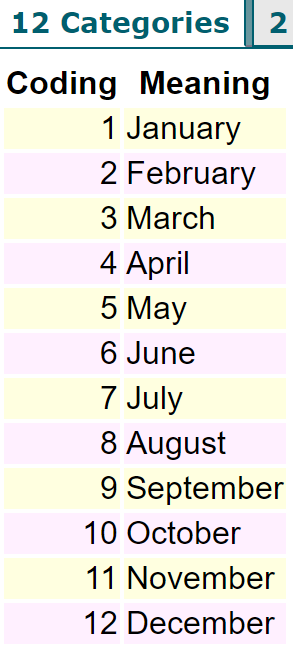 12 Categories 2
Coding Meaning
1 January
2 February
3 March
4 April
5 May
6 June
7 July
8 August
9 September
10 October
11 November
12 December